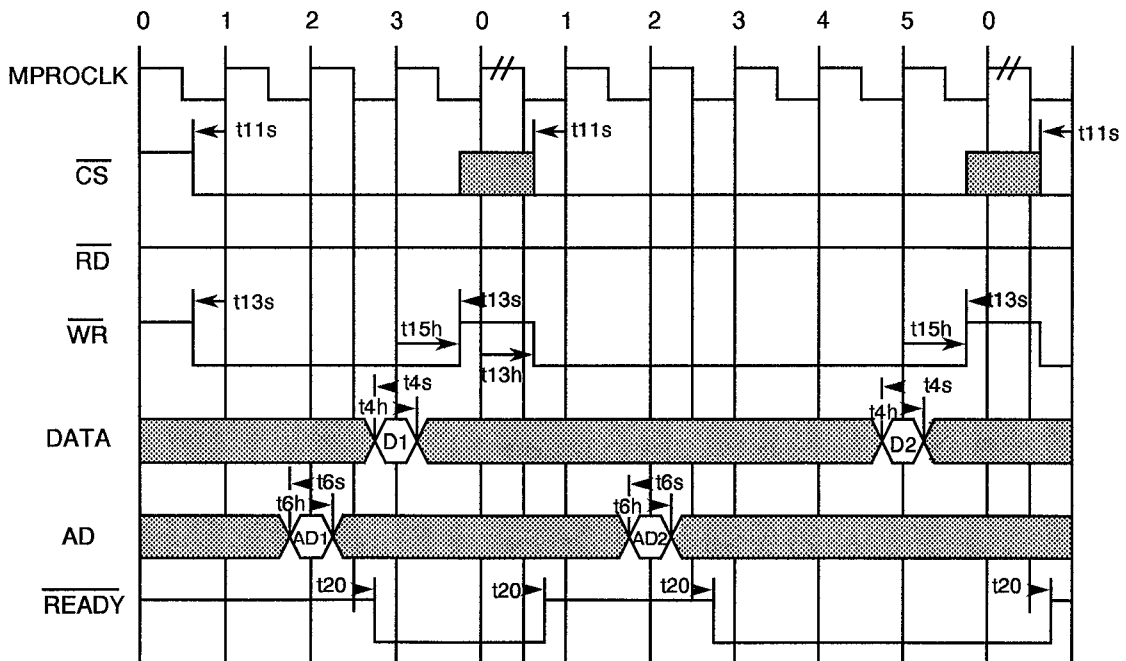 0 1 2 3 0 1 2 3 4 5 0
MPROCLK
t11s t11s t11s
CS
RD
t13s t13s t13s
WR
t15h t15h
t13h
t4s t4s
t4h t4h
DATA D1 D2
t6s t6s
t6h t6h
AD AD1 AD2
t20 t20 t20 t20
READY